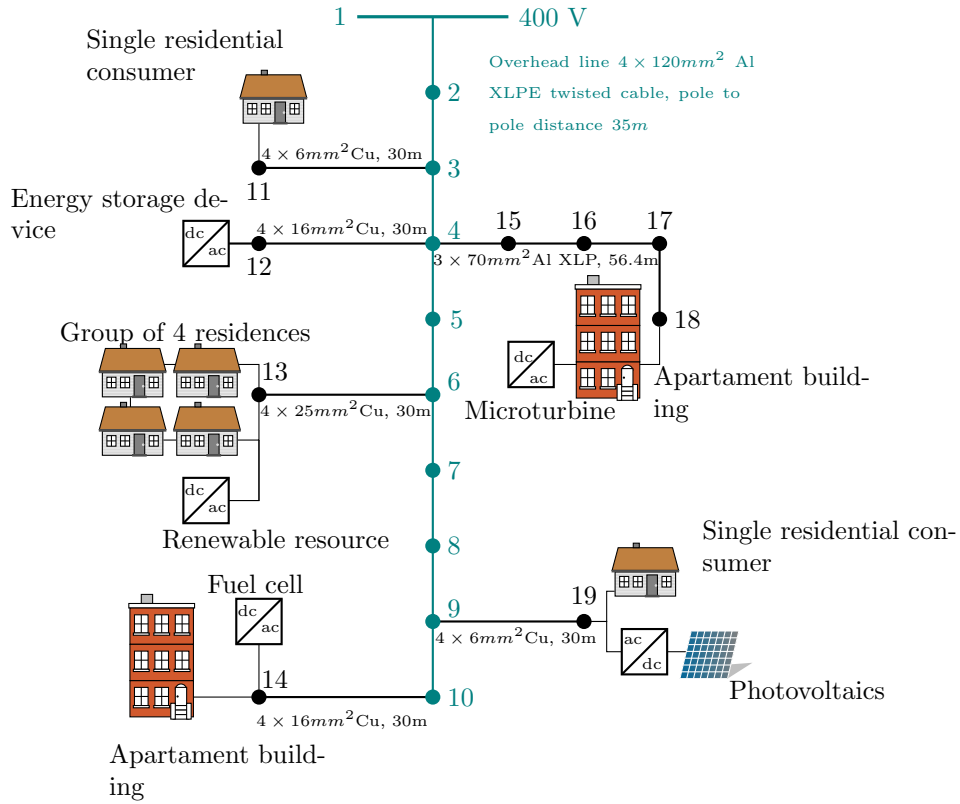 1
400 V
Single residential
consumer
Overhead line 4 × 120mm² Al
XLPE twisted cable, pole to
pole distance 35m
2
4 × 6mm²Cu, 30m
3
11
Energy storage de-
vice
dc
ac
4 × 16mm²Cu, 30m
12
4
15
16
17
3 × 70mm²Al XLP, 56.4m
5
18
Group of 4 residences
13
dc
ac
Microturbine
Apartament build-
ing
6
4 × 25mm²Cu, 30m
7
dc
ac
Renewable resource
8
Single residential con-
sumer
Fuel cell
dc
ac
9
19
4 × 6mm²Cu, 30m
ac
dc
Photovoltaics
14
10
4 × 16mm²Cu, 30m
Apartament build-
ing